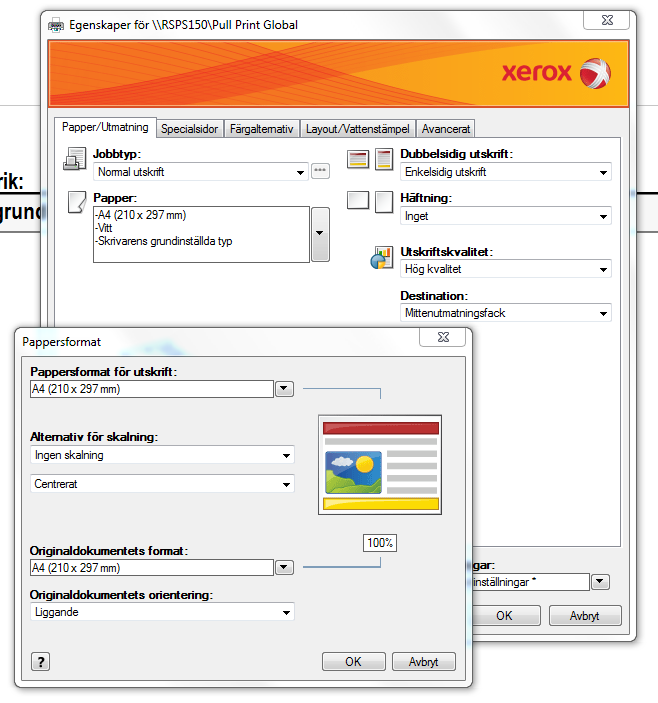 Egenskaper för \\RSPS150\Pull Print Global
xerox
Papper/Utmatning Specialsidor Färgalternativ Layout/Vattenstämpel Avancerat
Jobbtyp:
Normal utskrift
Papper:
-A4 (210 x 297 mm)
-Vitt
-Skrivarens grundinställda typ
Dubbelsidig utskrift:
Enkelsidig utskrift
Häftning:
Inget
Utskriftskvalitet:
Hög kvalitet
Destination:
Mittenutmatningsfack
rik:
grund
Pappersformat
Pappersformat för utskrift:
A4 (210 x 297 mm)
Alternativ för skalning:
Ingen skalning
Centrerat
100%
Originaldokumentets format:
A4 (210 x 297 mm)
Originaldokumentets orientering:
Liggande
?
OK Avbryt
gar:
inställningar *
OK Avbryt